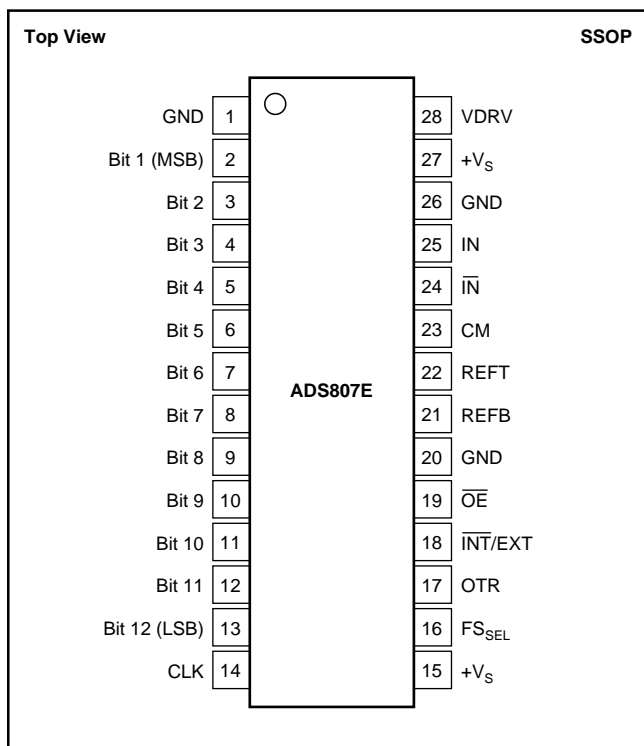 Top View SSOP
GND 1 28 VDRV
Bit 1 (MSB) 2 27 +VS
Bit 2 3 26 GND
Bit 3 4 25 IN
Bit 4 5 24 I̅N̅
Bit 5 6 23 CM
Bit 6 7 22 REFT
ADS807E
Bit 7 8 21 REFB
Bit 8 9 20 GND
Bit 9 10 19 O̅E̅
Bit 10 11 18 I̅N̅T̅/EXT
Bit 11 12 17 OTR
Bit 12 (LSB) 13 16 FSSEL
CLK 14 15 +VS